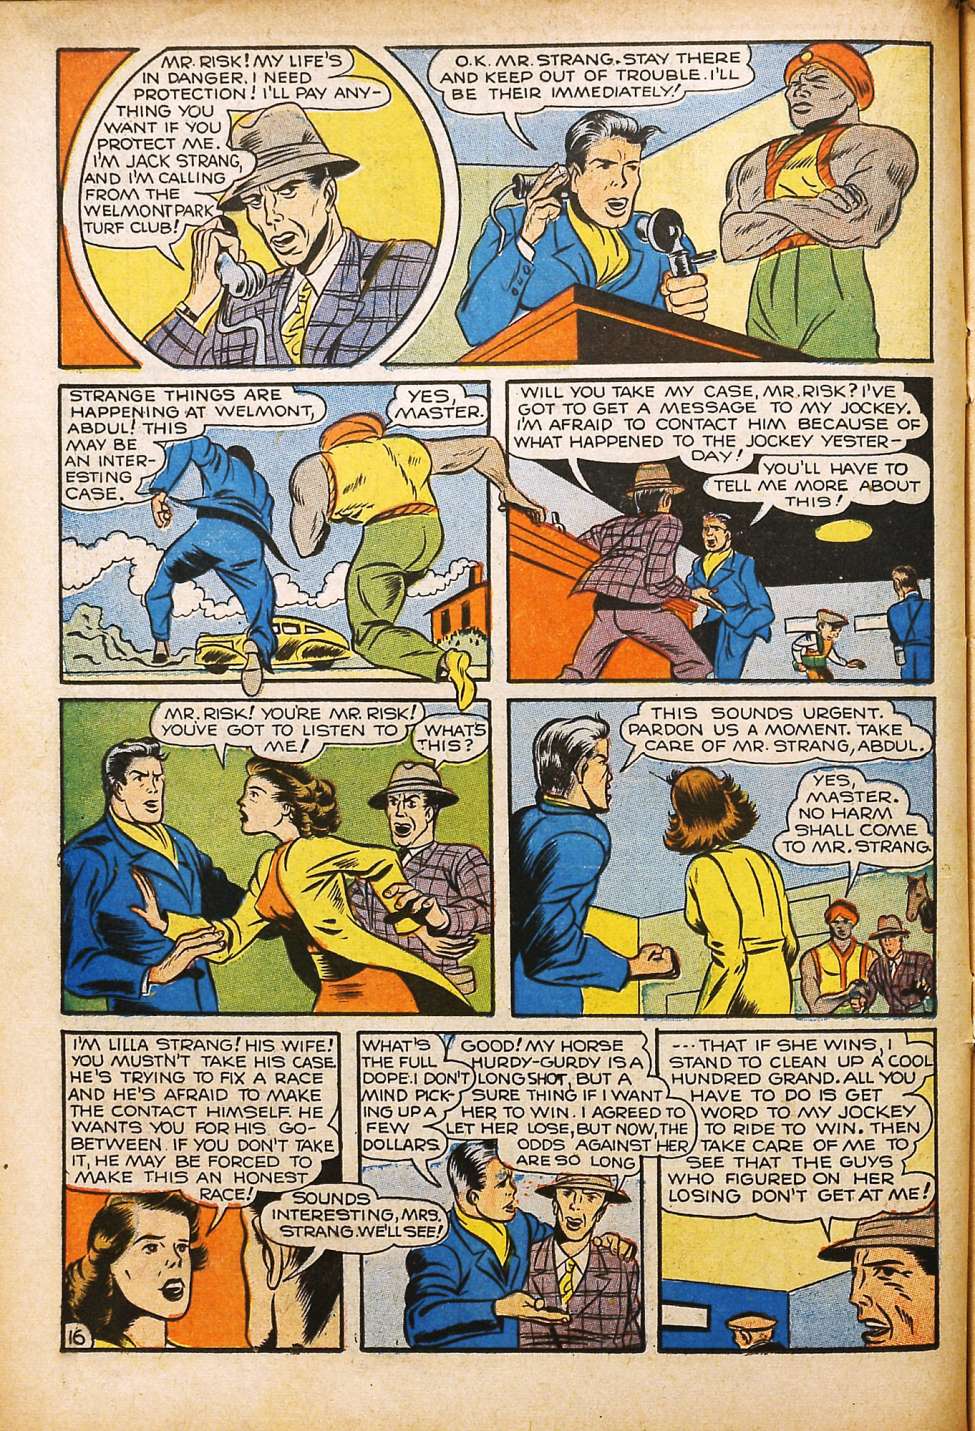 MR. RISK! MY LIFE'S
IN DANGER. I NEED
PROTECTION! I'LL PAY ANY-
THING YOU
WANT IF YOU
PROTECT ME.
I'M JACK STRANG,
AND I'M CALLING
FROM THE
WELMONT PARK
TURF CLUB!
O.K. MR. STRANG. STAY THERE
AND KEEP OUT OF TROUBLE. I'LL
BE THEIR IMMEDIATELY!
STRANGE THINGS ARE
HAPPENING AT WELMONT,
ABDUL! THIS
MAY BE
AN INTER-
ESTING
CASE.
YES,
MASTER.
WILL YOU TAKE MY CASE, MR. RISK? I'VE
GOT TO GET A MESSAGE TO MY JOCKEY.
I'M AFRAID TO CONTACT HIM BECAUSE OF
WHAT HAPPENED TO THE JOCKEY YESTER-
DAY!
YOU'LL HAVE TO
TELL ME MORE ABOUT
THIS!
MR. RISK! YOU'RE MR. RISK!
YOU'VE GOT TO LISTEN TO
ME!
WHAT'S
THIS?
THIS SOUNDS URGENT.
PARDON US A MOMENT. TAKE
CARE OF MR. STRANG, ABDUL.
YES,
MASTER.
NO HARM
SHALL COME
TO MR. STRANG.
I'M LILLA STRANG! HIS WIFE!
YOU MUSTN'T TAKE HIS CASE.
HE'S TRYING TO FIX A RACE
AND HE'S AFRAID TO MAKE
THE CONTACT HIMSELF. HE
WANTS YOU FOR HIS GO-
BETWEEN. IF YOU DON'T TAKE
IT, HE MAY BE FORCED TO
MAKE THIS AN HONEST
RACE!
SOUNDS
INTERESTING, MRS.
STRANG. WE'LL SEE!
16
WHAT'S
THE FULL
DOPE. I DON'T
MIND PICK-
ING UP A
FEW
DOLLARS
GOOD! MY HORSE
HURDY-GURDY IS A
LONG SHOT, BUT A
SURE THING IF I WANT
HER TO WIN. I AGREED TO
LET HER LOSE, BUT NOW, THE
ODDS AGAINST HER
ARE SO LONG
--- THAT IF SHE WINS, I
STAND TO CLEAN UP A COOL
HUNDRED GRAND. ALL YOU
HAVE TO DO IS GET
WORD TO MY JOCKEY
TO RIDE TO WIN. THEN
TAKE CARE OF ME TO
SEE THAT THE GUYS
WHO FIGURED ON HER
LOSING DON'T GET AT ME!